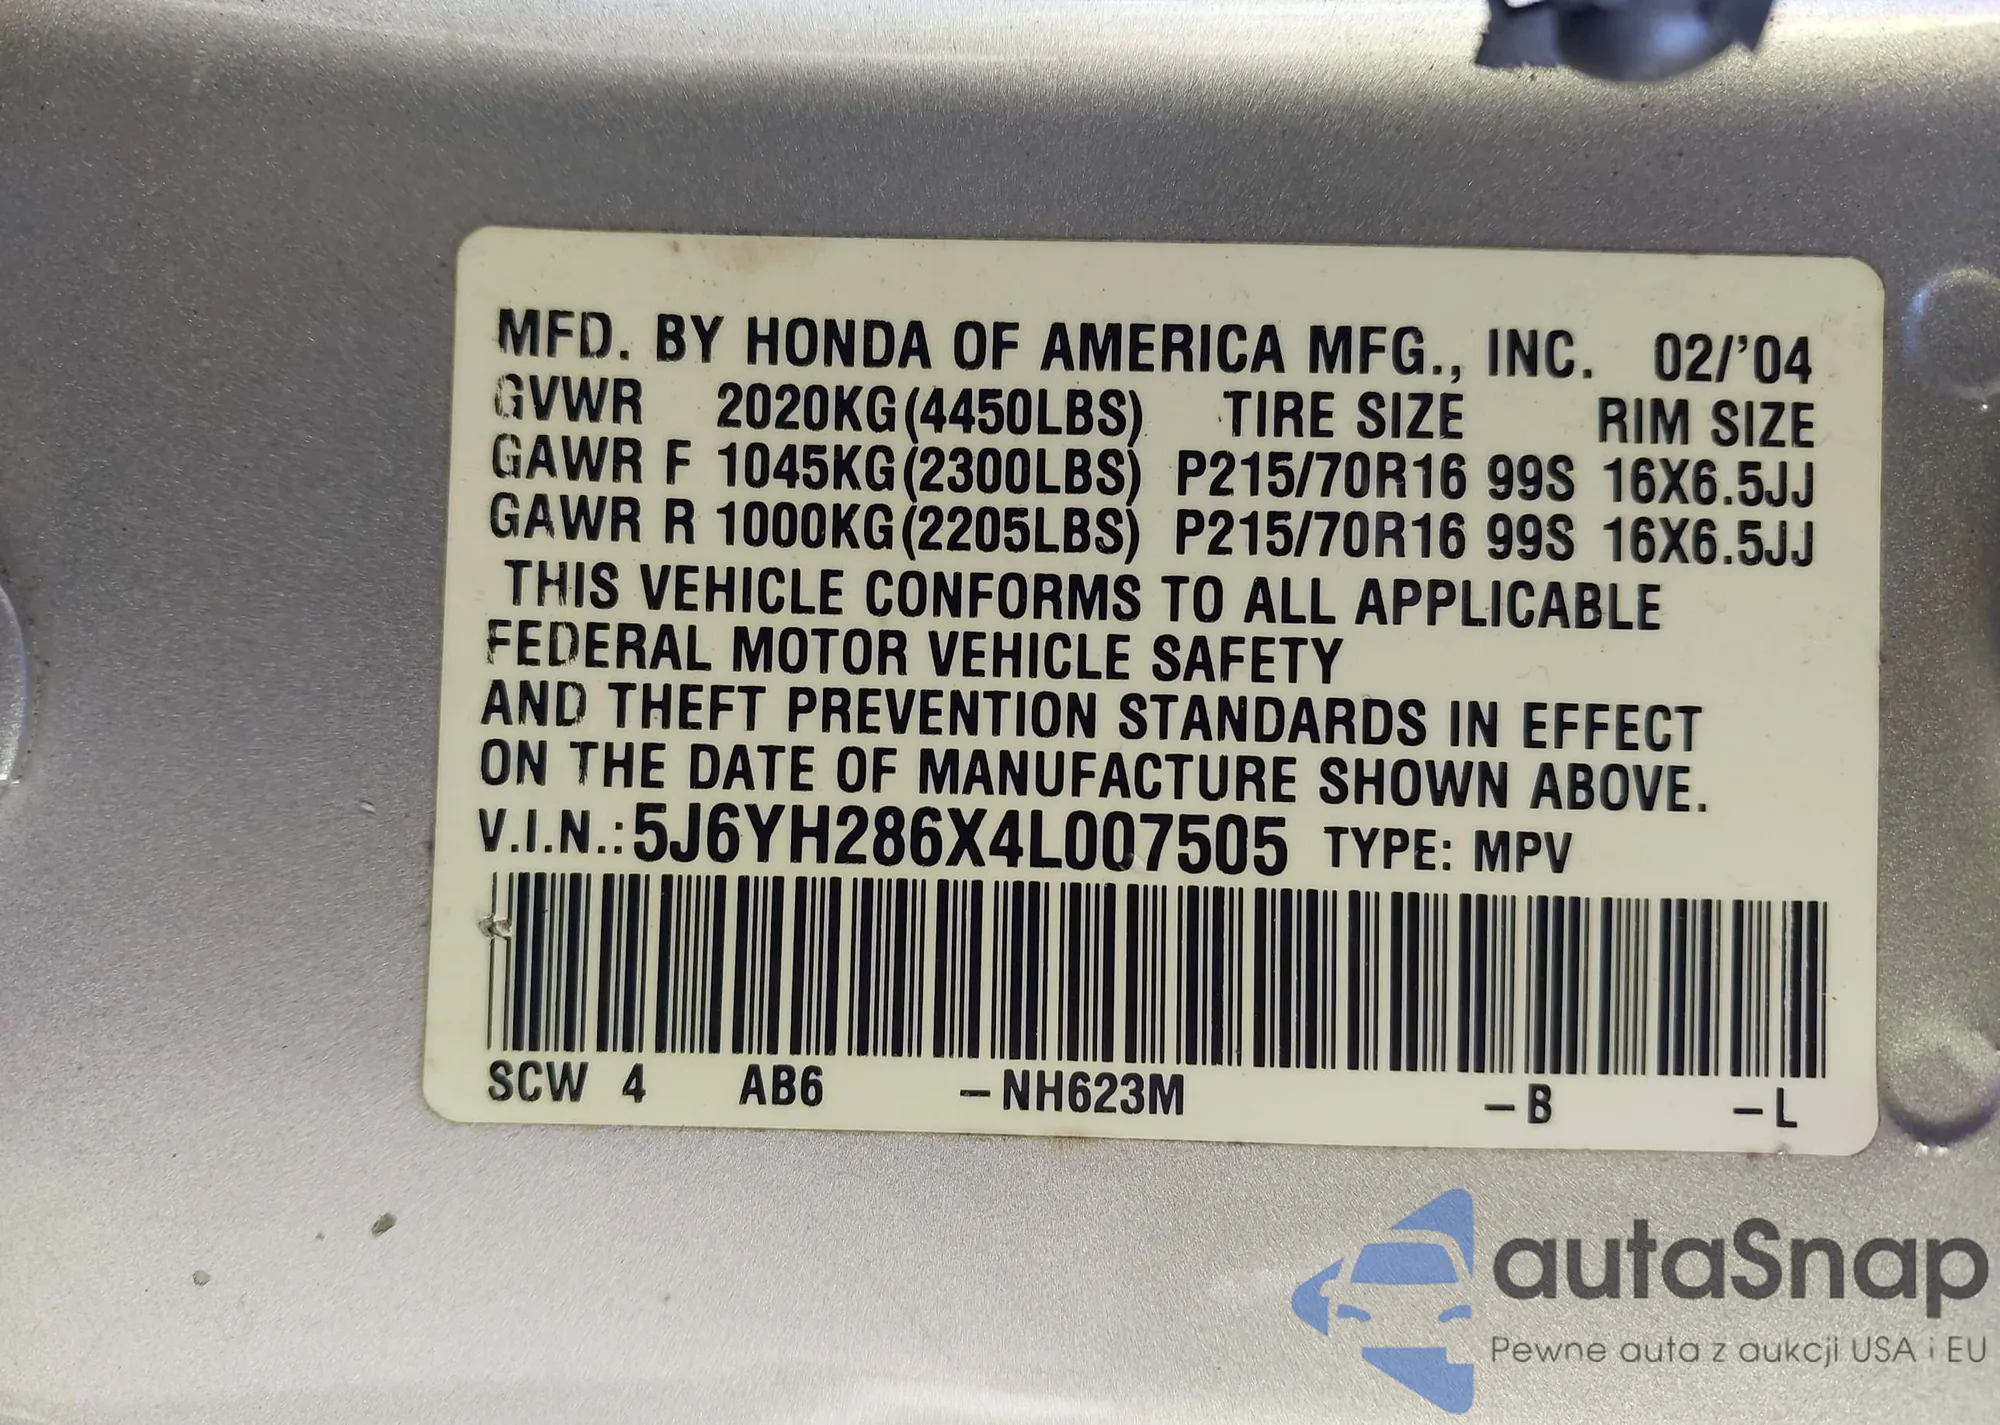 MFD. BY HONDA OF AMERICA MFG., INC. 02/'04
GVWR 2020KG(4450LBS) TIRE SIZE RIM SIZE
GAWR F 1045KG(2300LBS) P215/70R16 99S 16X6.5JJ
GAWR R 1000KG(2205LBS) P215/70R16 99S 16X6.5JJ
THIS VEHICLE CONFORMS TO ALL APPLICABLE
FEDERAL MOTOR VEHICLE SAFETY
AND THEFT PREVENTION STANDARDS IN EFFECT
ON THE DATE OF MANUFACTURE SHOWN ABOVE.
V.I.N.:5J6YH286X4L007505 TYPE: MPV
SCW 4 AB6 –NH623M –B –L
autaSnap
Pewne auta z aukcji USA i EU